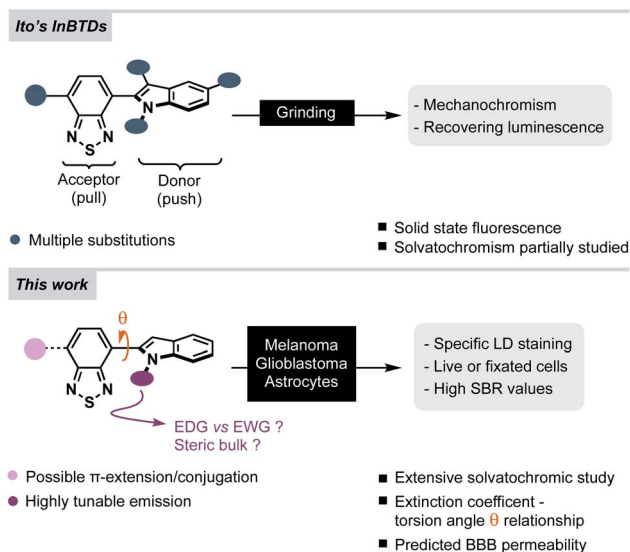 Ito's InBTDs
N
S
N
N
Acceptor
(pull)
Donor
(push)
Grinding
- Mechanochromism
- Recovering luminescence
Multiple substitutions
■ Solid state fluorescence
■ Solvatochromism partially studied
This work
θ
N
S
N
N
EDG vs EWG ?
Steric bulk ?
Melanoma
Glioblastoma
Astrocytes
- Specific LD staining
- Live or fixated cells
- High SBR values
Possible π-extension/conjugation
Highly tunable emission
■ Extensive solvatochromic study
■ Extinction coefficent -
torsion angle θ relationship
■ Predicted BBB permeability